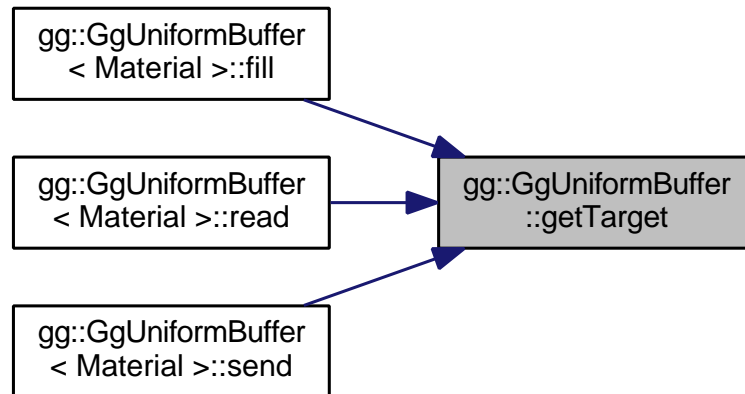 gg::GgUniformBuffer
< Material >::fill
gg::GgUniformBuffer
< Material >::read
gg::GgUniformBuffer
::getTarget
gg::GgUniformBuffer
< Material >::send